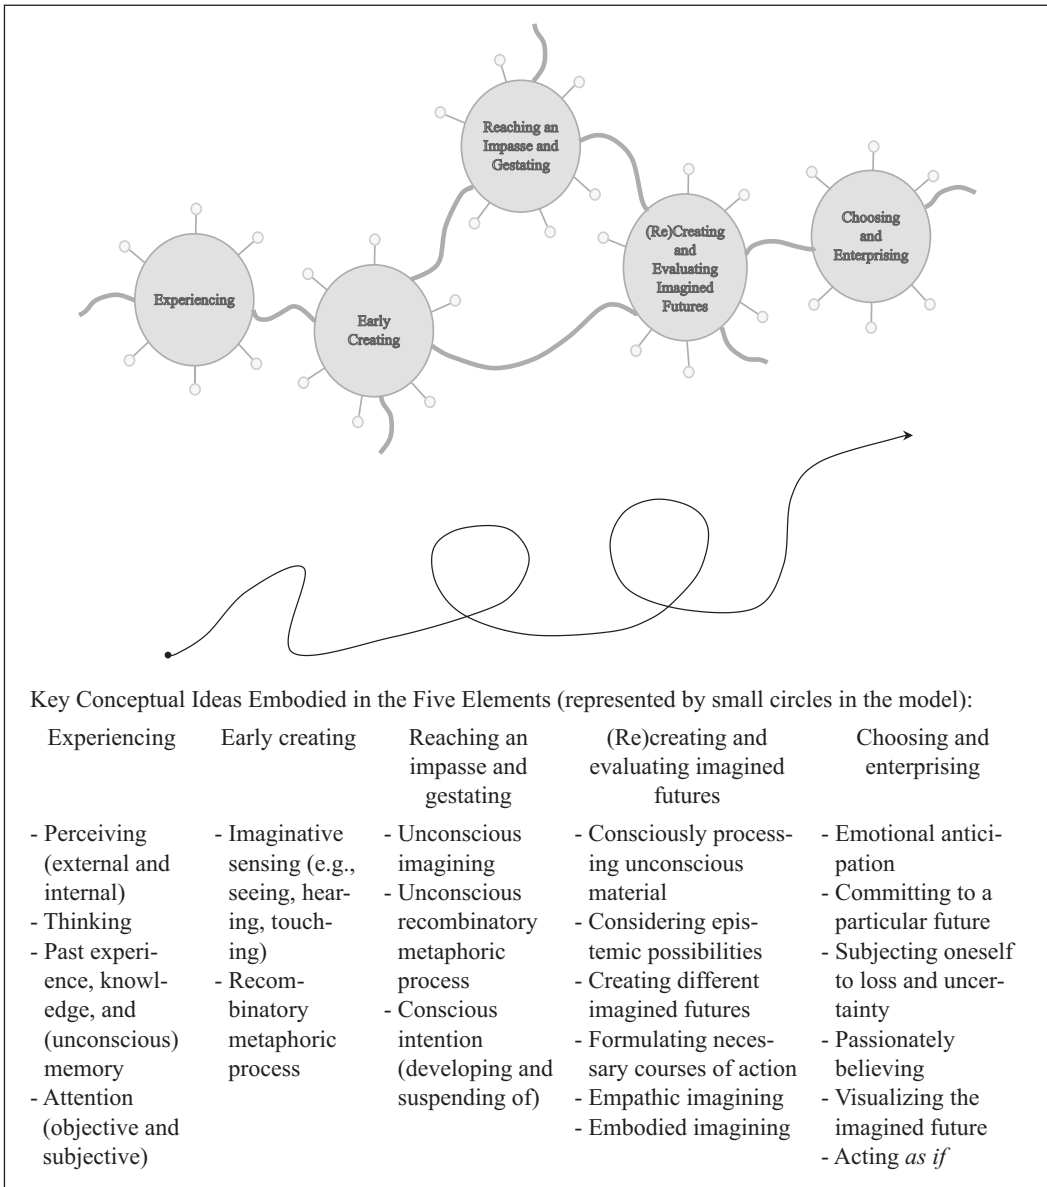 Reaching an
Impasse and
Gestating
(Re)Creating
and
Evaluating
Imagined
Futures
Choosing
and
Enterprising
Experiencing
Early
Creating
Key Conceptual Ideas Embodied in the Five Elements (represented by small circles in the model):
Experiencing
- Perceiving
(external and
internal)
- Thinking
- Past experi-
ence, knowl-
edge, and
(unconscious)
memory
- Attention
(objective and
subjective)
Early creating
- Imaginative
sensing (e.g.,
seeing, hear-
ing, touch-
ing)
- Recom-
binatory
metaphoric
process
Reaching an
impasse and
gestating
- Unconscious
imagining
- Unconscious
recombinatory
metaphoric
process
- Conscious
intention
(developing and
suspending of)
(Re)creating and
evaluating imagined
futures
- Consciously process-
ing unconscious
material
- Considering epis-
temic possibilities
- Creating different
imagined futures
- Formulating neces-
sary courses of action
- Empathic imagining
- Embodied imagining
Choosing and
enterprising
- Emotional antici-
pation
- Committing to a
particular future
- Subjecting oneself
to loss and uncer-
tainty
- Passionately
believing
- Visualizing the
imagined future
- Acting as if